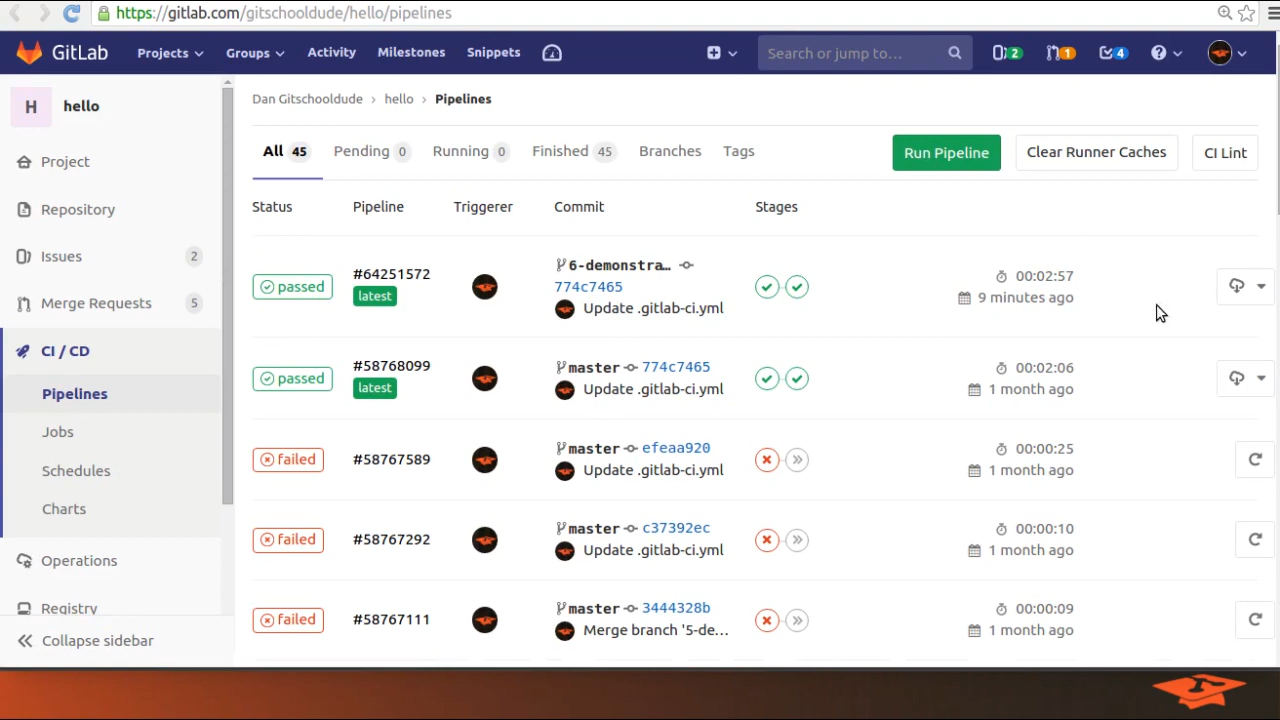 https://gitlab.com/gitschooldude/hello/pipelines
GitLab Projects Groups Activity Milestones Snippets Search or jump to... 2 1 4
H hello
Project
Repository
Issues 2
Merge Requests 5
CI / CD
Pipelines
Jobs
Schedules
Charts
Operations
Registry
Collapse sidebar
Dan Gitschooldude › hello › Pipelines
All 45 Pending 0 Running 0 Finished 45 Branches Tags Run Pipeline Clear Runner Caches CI Lint
Status Pipeline Triggerer Commit Stages
passed #64251572 latest 6-demonstra... 774c7465 Update .gitlab-ci.yml 00:02:57 9 minutes ago
passed #58768099 latest master 774c7465 Update .gitlab-ci.yml 00:02:06 1 month ago
failed #58767589 master efeaa920 Update .gitlab-ci.yml 00:00:25 1 month ago
failed #58767292 master c37392ec Update .gitlab-ci.yml 00:00:10 1 month ago
failed #58767111 master 3444328b Merge branch '5-de... 00:00:09 1 month ago